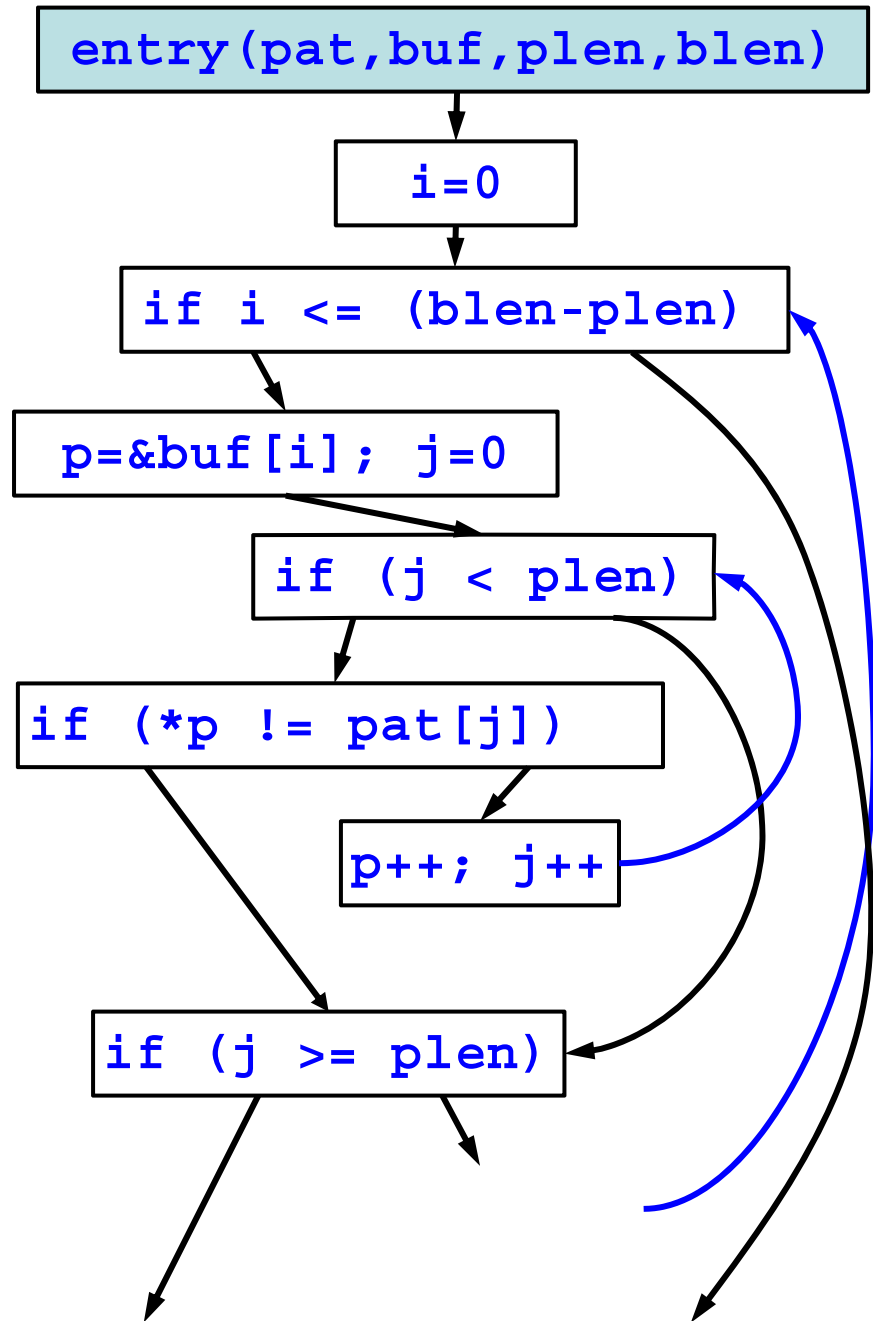 entry(pat,buf,plen,blen)
i=0
if i <= (blen-plen)
p=&buf[i]; j=0
if (j < plen)
if (*p != pat[j])
p++; j++
if (j >= plen)